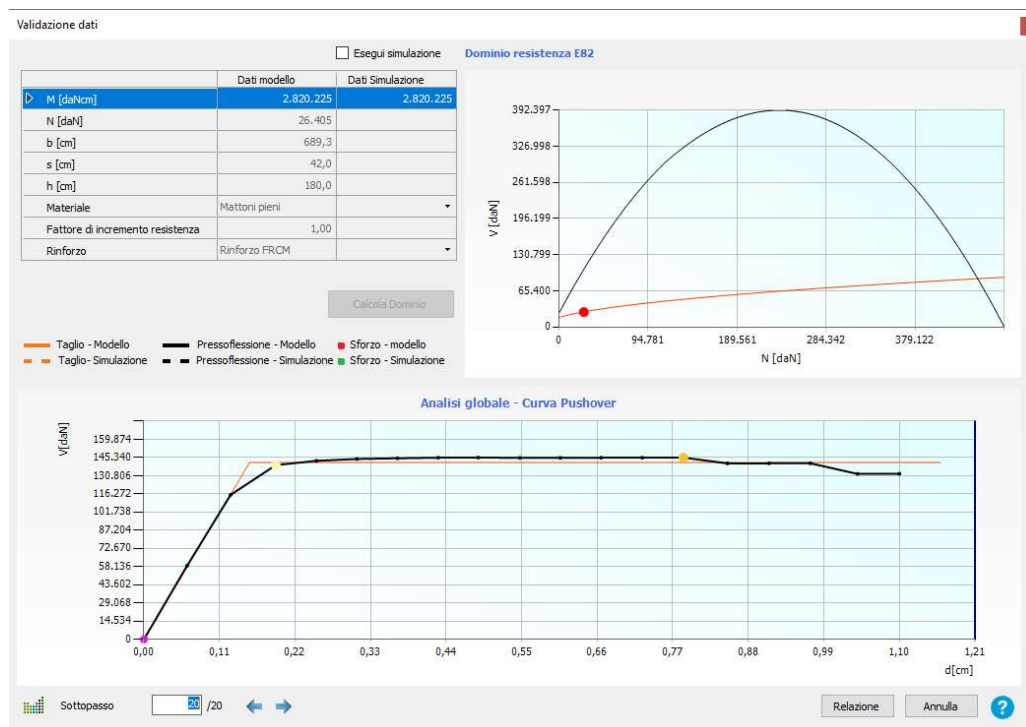 Validazione dati
Esegui simulazione
Dati modello Dati Simulazione
M [daNcm] 2.820.225 2.820.225
N [daN] 26.405
b [cm] 689,3
s [cm] 42,0
h [cm] 180,0
Materiale Mattoni pieni
Fattore di incremento resistenza 1,00
Rinforzo Rinforzo FRCM
Calcola Dominio
Taglio - Modello Pressoflessione - Modello Sforzo - modello
Taglio- Simulazione Pressoflessione - Simulazione Sforzo - Simulazione
Dominio resistenza E82
V [daN]
392.397
326.998
261.598
196.199
130.799
65.400
0
0 94.781 189.561 284.342 379.122
N [daN]
Analisi globale - Curva Pushover
V[daN]
159.874
145.340
130.806
116.272
101.738
87.204
72.670
58.136
43.602
29.068
14.534
0
0,00 0,11 0,22 0,33 0,44 0,55 0,66 0,77 0,88 0,99 1,10 1,21
d[cm]
Sottopasso 20 /20
Relazione Annulla ?